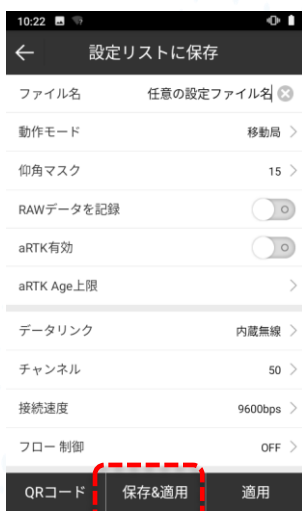 10:22
設定リストに保存
ファイル名 任意の設定ファイル名
動作モード 移動局
仰角マスク 15
RAWデータを記録
aRTK有効
aRTK Age上限
データリンク 内蔵無線
チャンネル 50
接続速度 9600bps
フロー 制御 OFF
QRコード 保存&適用 適用